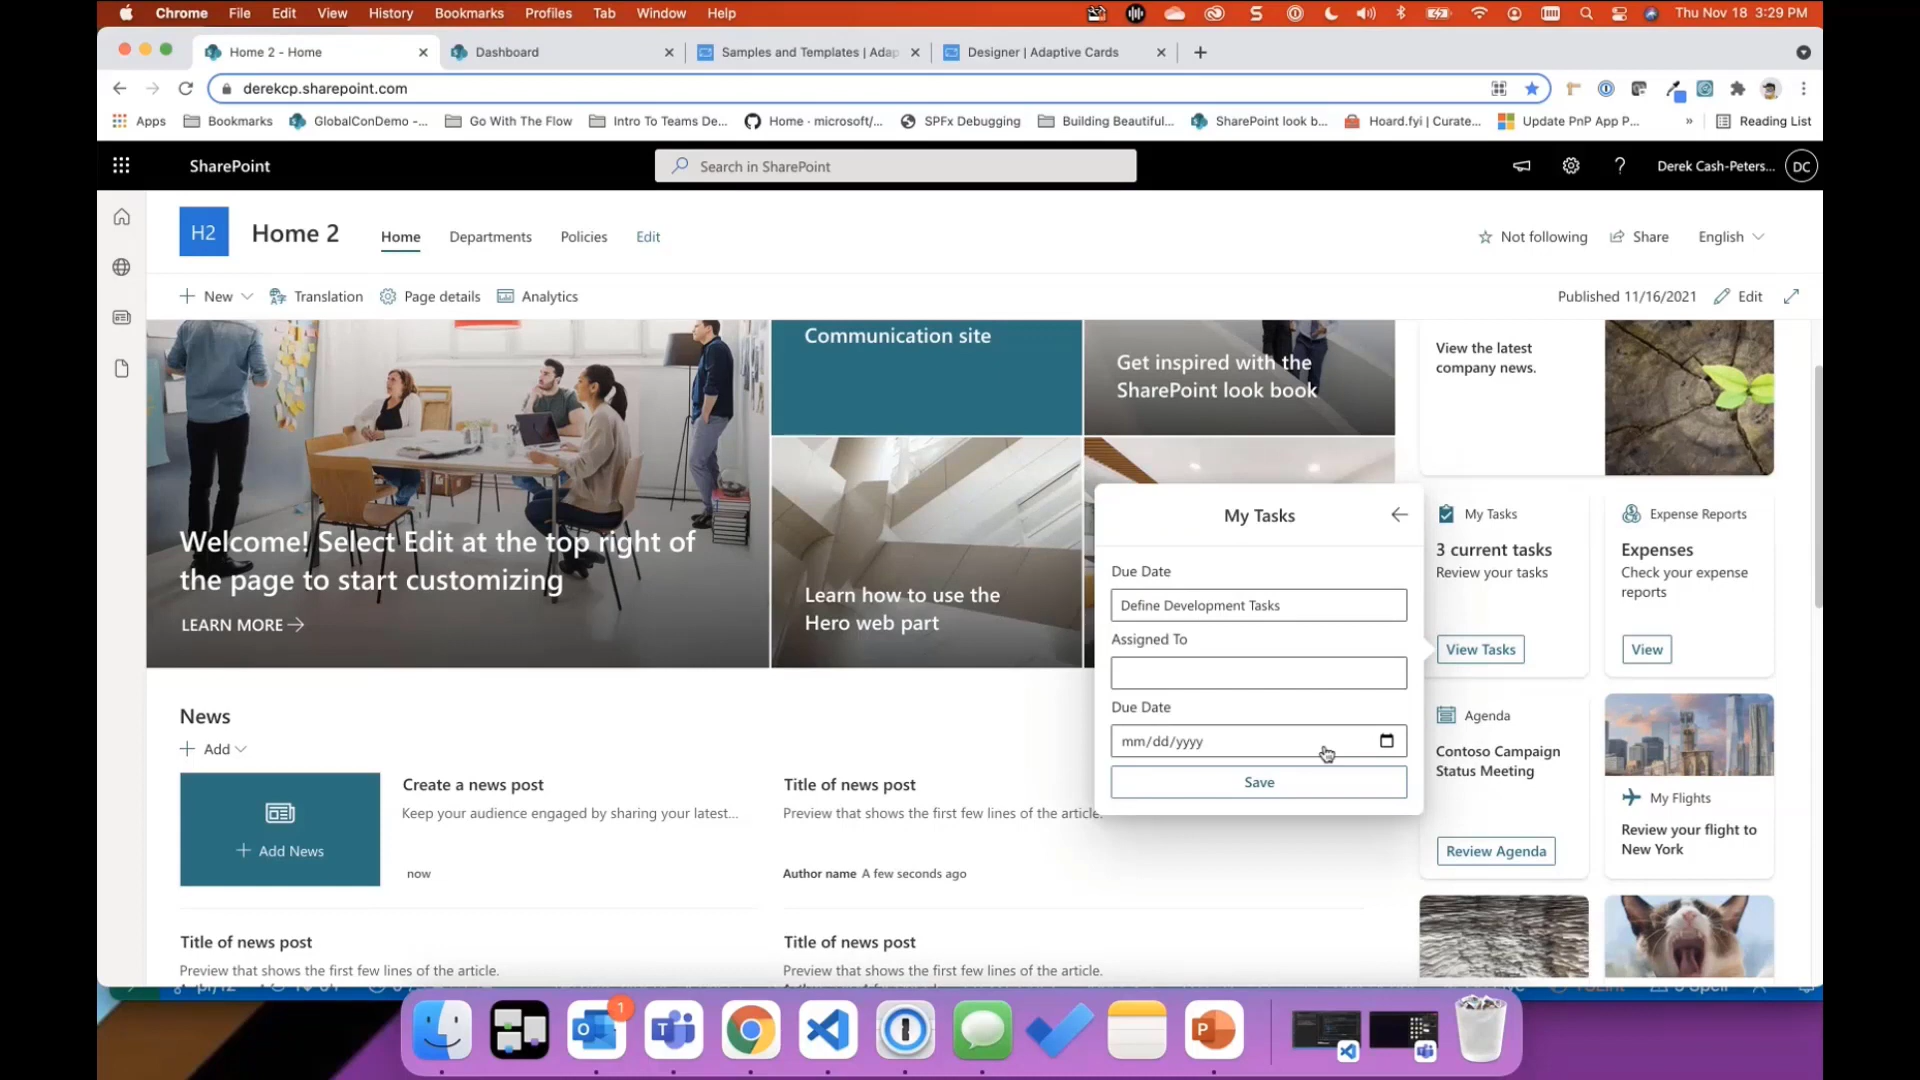 Chrome File Edit View History Bookmarks Profiles Tab Window Help
Thu Nov 18 3:29 PM
Home 2 - Home
Dashboard
Samples and Templates | Adap
Designer | Adaptive Cards
derekcp.sharepoint.com
Apps
Bookmarks
GlobalConDemo -...
Go With The Flow
Intro To Teams De...
Home · microsoft/...
SPFx Debugging
Building Beautiful...
SharePoint look b...
Hoard.fyi | Curate...
Update PnP App P...
»
Reading List
SharePoint
Search in SharePoint
Derek Cash-Peters...
DC
H2
Home 2
Home
Departments
Policies
Edit
Not following
Share
English
New
Translation
Page details
Analytics
Published 11/16/2021
Edit
Communication site
Get inspired with the
SharePoint look book
Welcome! Select Edit at the top right of
the page to start customizing
LEARN MORE
Learn how to use the
Hero web part
View the latest
company news.
My Tasks
Due Date
Define Development Tasks
Assigned To
Due Date
mm/dd/yyyy
Save
My Tasks
3 current tasks
Review your tasks
View Tasks
Expense Reports
Expenses
Check your expense
reports
View
Agenda
Contoso Campaign
Status Meeting
Review Agenda
My Flights
Review your flight to
New York
News
Add
Add News
Create a news post
Keep your audience engaged by sharing your latest...
now
Title of news post
Preview that shows the first few lines of the article.
Author name A few seconds ago
Title of news post
Preview that shows the first few lines of the article.
Title of news post
Preview that shows the first few lines of the article.
1